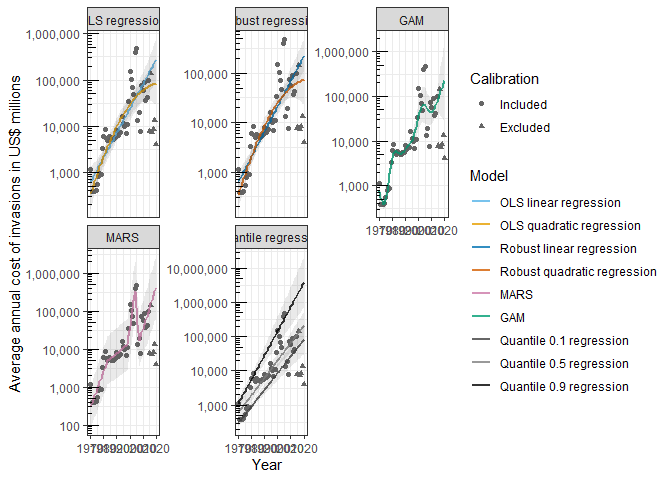 LS regressio
bust regressi
GAM
1,000,000
100,000
10,000
1,000
100,000
10,000
1,000
1,000,000
100,000
10,000
1,000
Average annual cost of invasions in US$ millions
MARS
antile regress
1,000,000
100,000
10,000
1,000
100
10,000,000
1,000,000
100,000
10,000
1,000
2020
2020
2020
Year
Calibration
Included
Excluded
Model
OLS linear regression
OLS quadratic regression
Robust linear regression
Robust quadratic regression
MARS
GAM
Quantile 0.1 regression
Quantile 0.5 regression
Quantile 0.9 regression